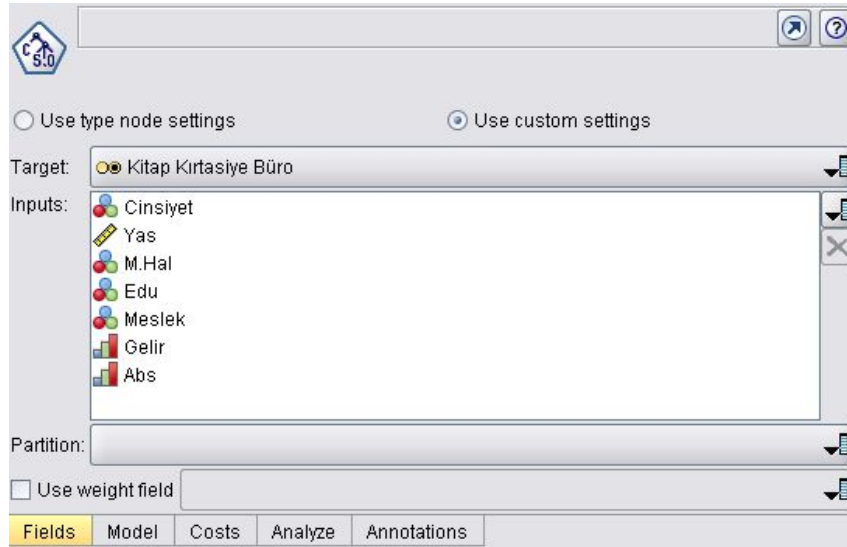 C5.0
Use type node settings
Use custom settings
Target: Kitap Kırtasiye Büro
Inputs: Cinsiyet
Yas
M.Hal
Edu
Meslek
Gelir
Abs
Partition:
Use weight field
Fields Model Costs Analyze Annotations